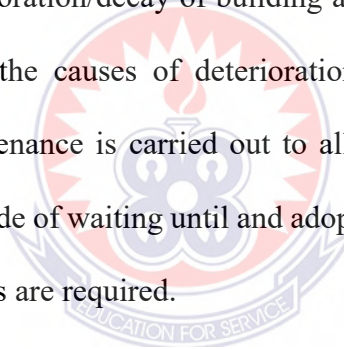 oration/decay of building a
the causes of deterioration
enance is carried out to all
de of waiting until and adop
s are required.
EDUCATION FOR SERVICE